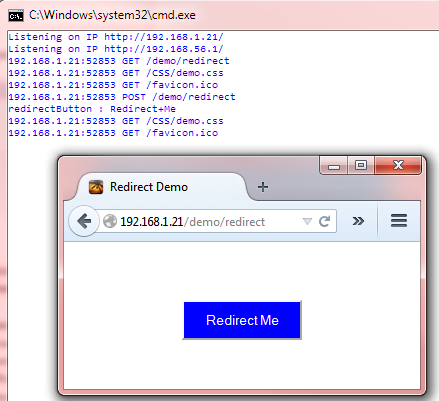 C:\Windows\system32\cmd.exe
Listening on IP http://192.168.1.21/
Listening on IP http://192.168.56.1/
192.168.1.21:52853 GET /demo/redirect
192.168.1.21:52853 GET /CSS/demo.css
192.168.1.21:52853 GET /favicon.ico
192.168.1.21:52853 POST /demo/redirect
redirectButton : Redirect+Me
192.168.1.21:52853 GET /CSS/demo.css
192.168.1.21:52853 GET /favicon.ico
Redirect Demo
192.168.1.21/demo/redirect
Redirect Me